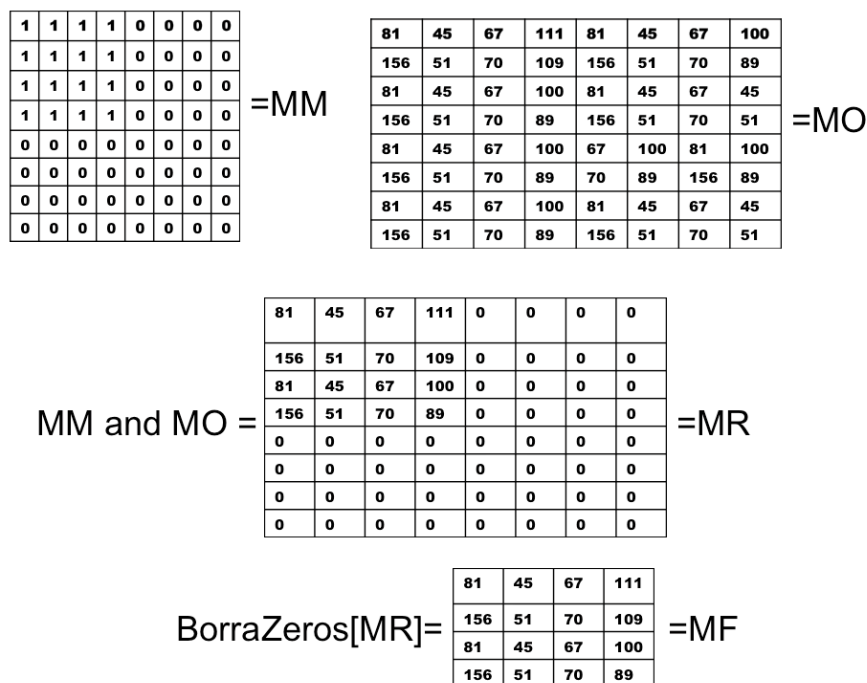 1 1 1 1 0 0 0 0
1 1 1 1 0 0 0 0
1 1 1 1 0 0 0 0
1 1 1 1 0 0 0 0
0 0 0 0 0 0 0 0
0 0 0 0 0 0 0 0
0 0 0 0 0 0 0 0
0 0 0 0 0 0 0 0
=MM
81 45 67 111 81 45 67 100
156 51 70 109 156 51 70 89
81 45 67 100 81 45 67 45
156 51 70 89 156 51 70 51
81 45 67 100 67 100 81 100
156 51 70 89 70 89 156 89
81 45 67 100 81 45 67 45
156 51 70 89 156 51 70 51
=MO
MM and MO =
81 45 67 111 0 0 0 0
156 51 70 109 0 0 0 0
81 45 67 100 0 0 0 0
156 51 70 89 0 0 0 0
0 0 0 0 0 0 0 0
0 0 0 0 0 0 0 0
0 0 0 0 0 0 0 0
0 0 0 0 0 0 0 0
=MR
BorraZeros[MR]=
81 45 67 111
156 51 70 109
81 45 67 100
156 51 70 89
=MF